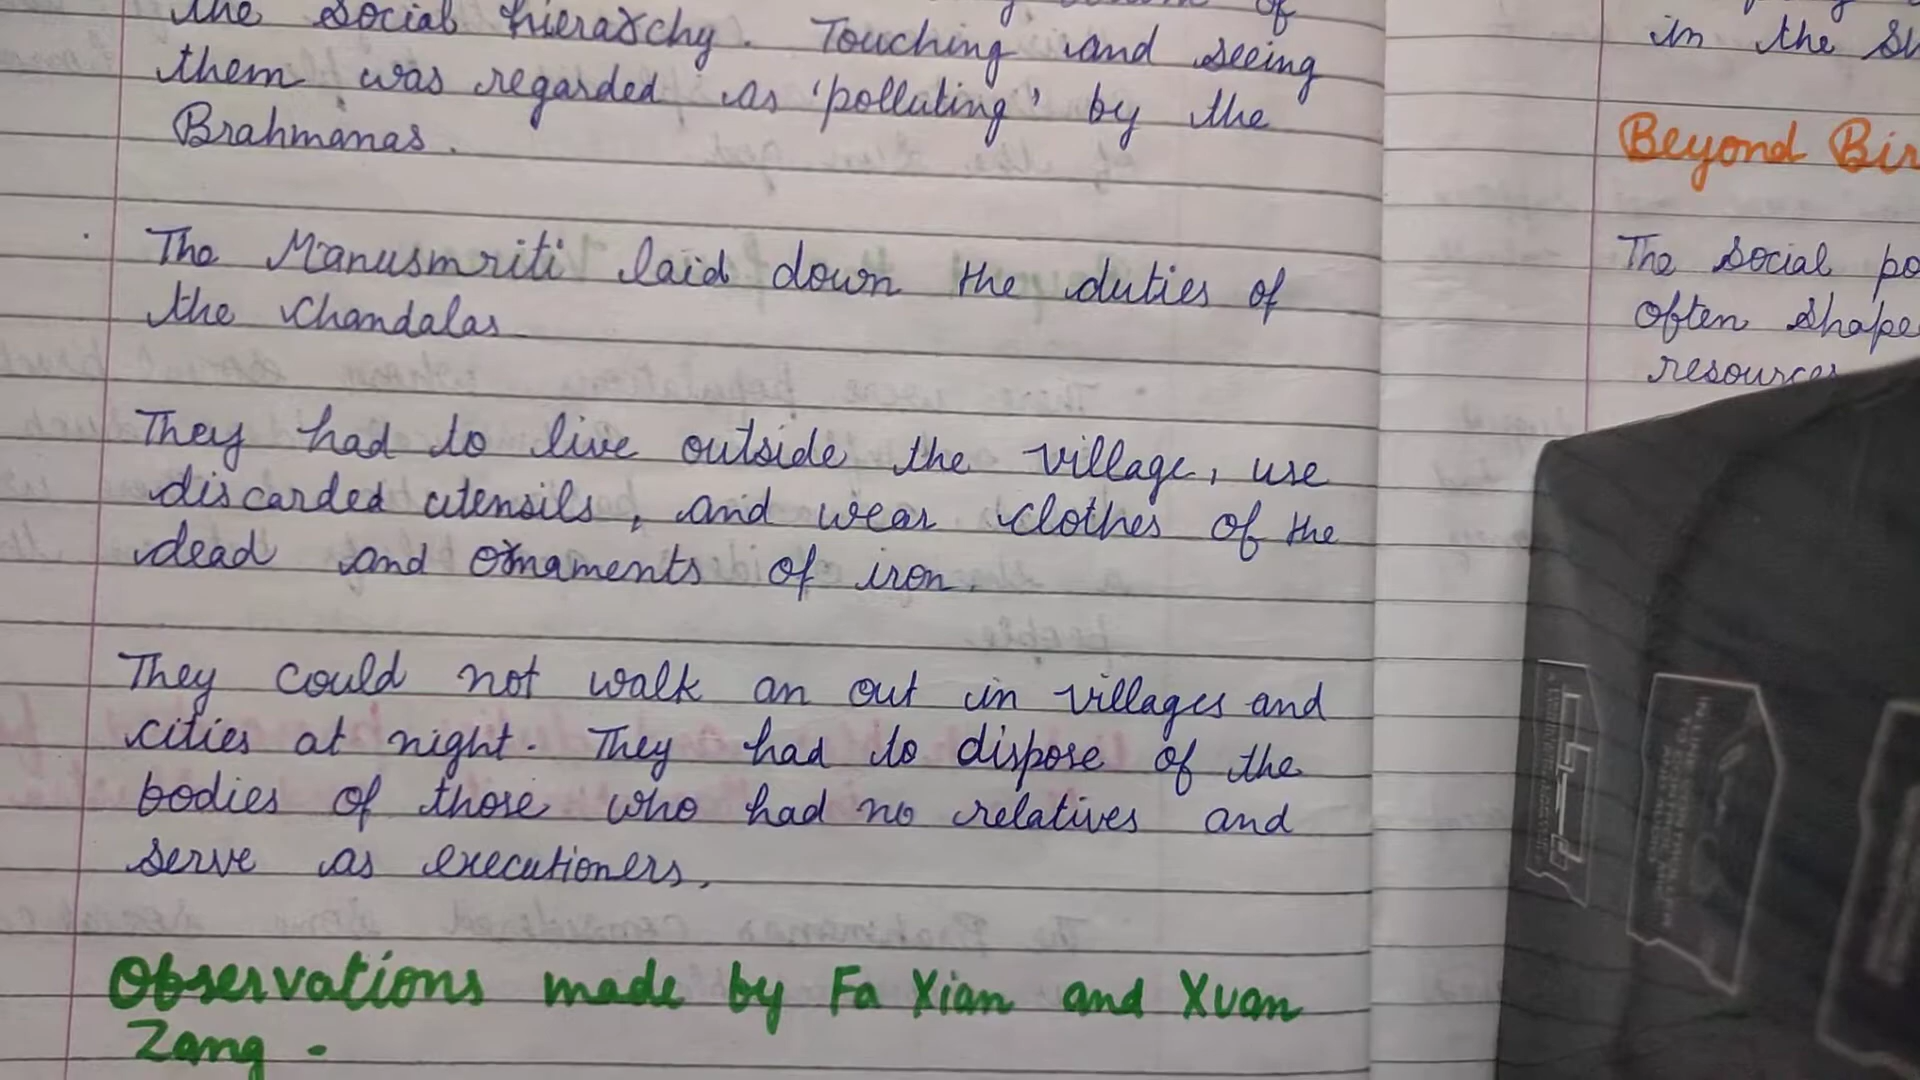 the social hierarchy. Touching and seeing
them was regarded as 'polluting' by the
Brahmanas.
The Manusmriti laid down the duties of
the Chandalas
They had to live outside the village, use
discarded utensils, and wear clothes of the
dead and ornaments of iron.
They could not walk an out in villages and
cities at night. They had to dispose of the
bodies of those who had no relatives and
serve as executioners.
Observations made by Fa Xian and Xuan
Zang -
in the
Beyond
The social
often shape
resources